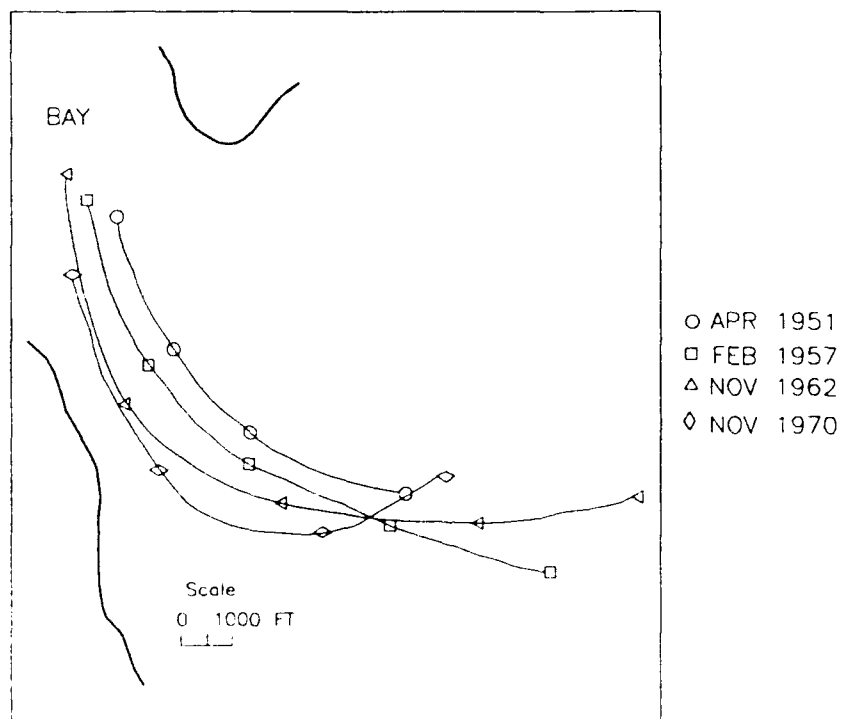 BAY
○ APR 1951
□ FEB 1957
△ NOV 1962
◇ NOV 1970
Scale
0 1000 FT